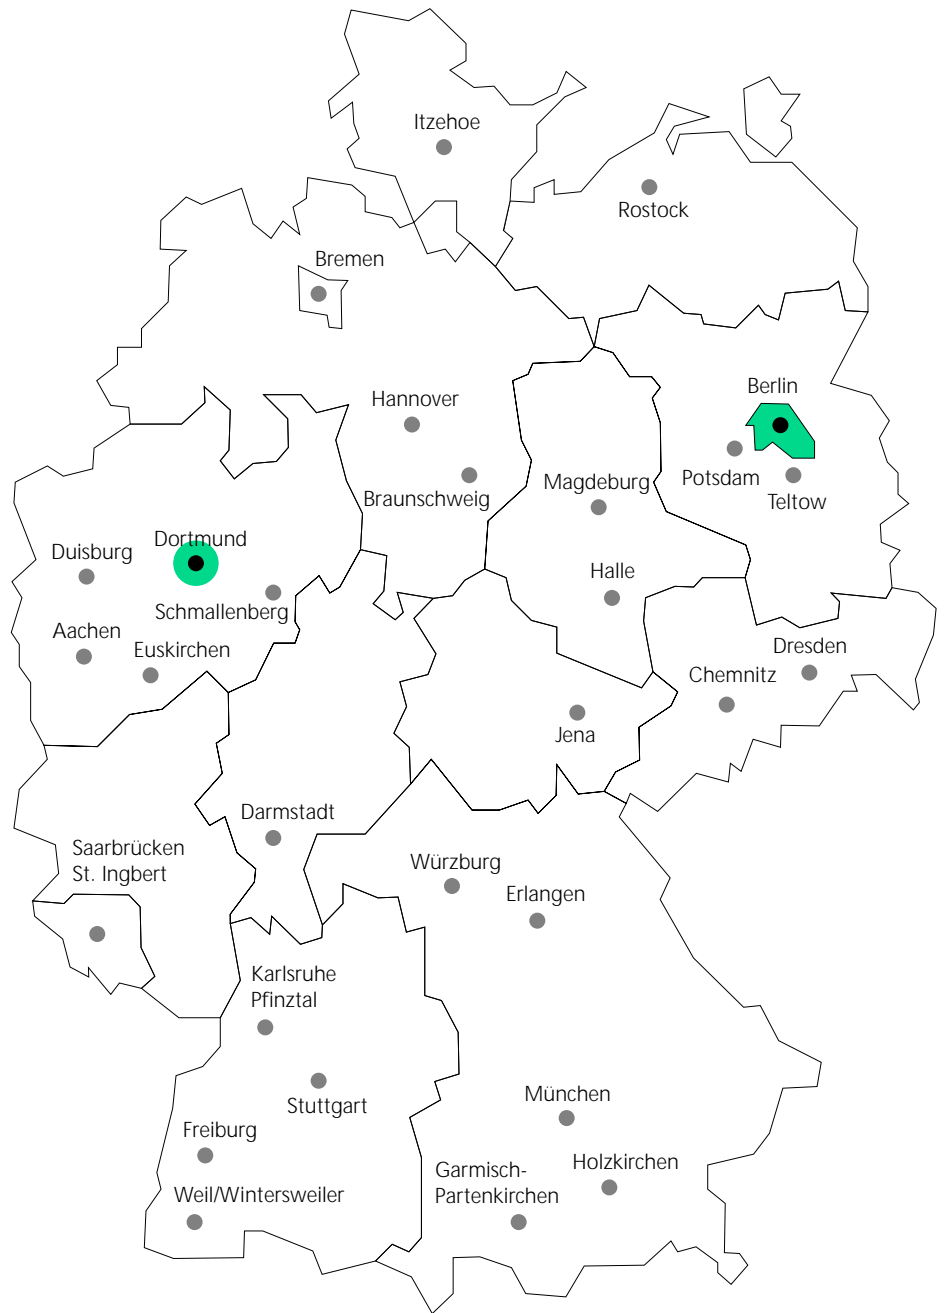 Itzehoe
Rostock
Bremen
Berlin
Hannover
Potsdam
Magdeburg
Braunschweig
Teltow
Dortmund
Duisburg
Halle
Schmallenberg
Aachen
Euskirchen
Dresden
Chemnitz
Jena
Darmstadt
Saarbrücken
St. Ingbert
Würzburg
Erlangen
Karlsruhe
Pfinztal
München
Stuttgart
Freiburg
Holzkirchen
Garmisch-
Partenkirchen
Weil/Wintersweiler